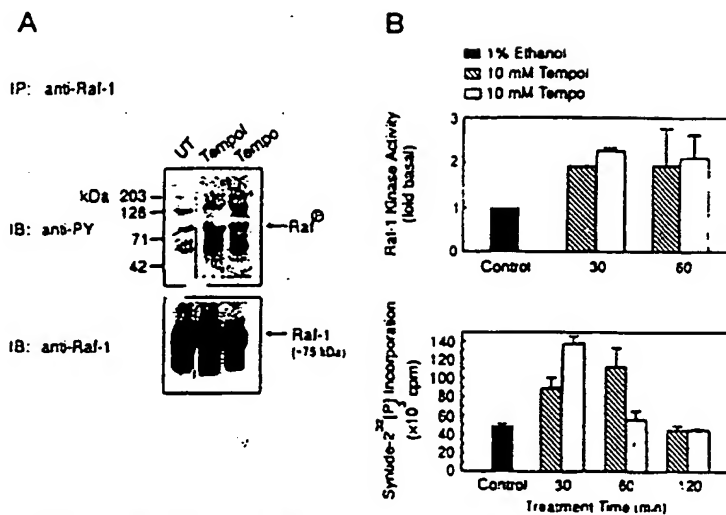 A
IP: anti-Raf-1
UT Tempol Tempo
kDa 203
128
71
42
IB: anti-PY
Raf Ⓟ
IB: anti-Raf-1
Raf-1
(~75 kDa)
B
1% Ethanol
10 mM Tempol
10 mM Tempo
Raf-1 Kinase Activity
(fold basal)
3
2
1
0
Control 30 60
Syntide-2 ³²[P] Incorporation
(x10³ cpm)
140
120
100
80
60
40
20
0
Control 30 60 120
Treatment Time (min)